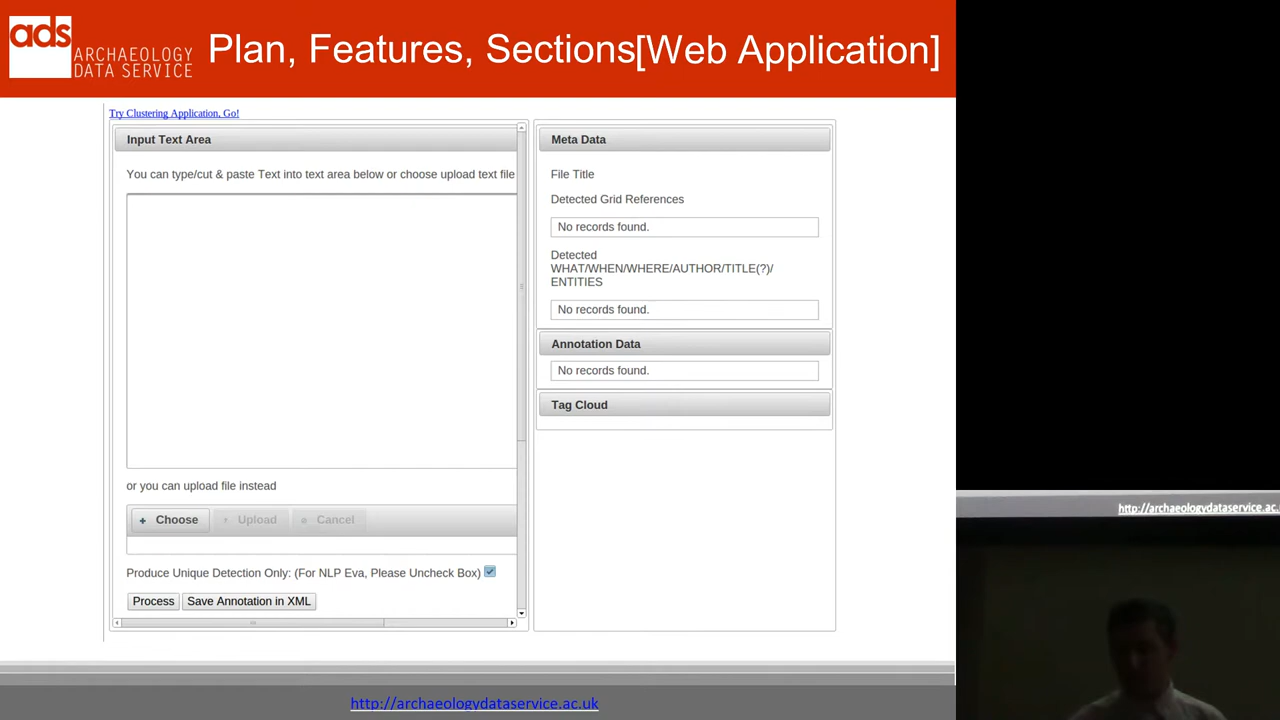 ads
ARCHAEOLOGY
DATA SERVICE
Plan, Features, Sections[Web Application]
Try Clustering Application, Go!
Input Text Area
You can type/cut & paste Text into text area below or choose upload text file
or you can upload file instead
Choose
Upload
Cancel
Produce Unique Detection Only: (For NLP Eva, Please Uncheck Box)
Process
Save Annotation in XML
Meta Data
File Title
Detected Grid References
No records found.
Detected
WHAT/WHEN/WHERE/AUTHOR/TITLE(?)/
ENTITIES
No records found.
Annotation Data
No records found.
Tag Cloud
http://archaeologydataservice.ac.uk
http://archaeologydataservice.ac.